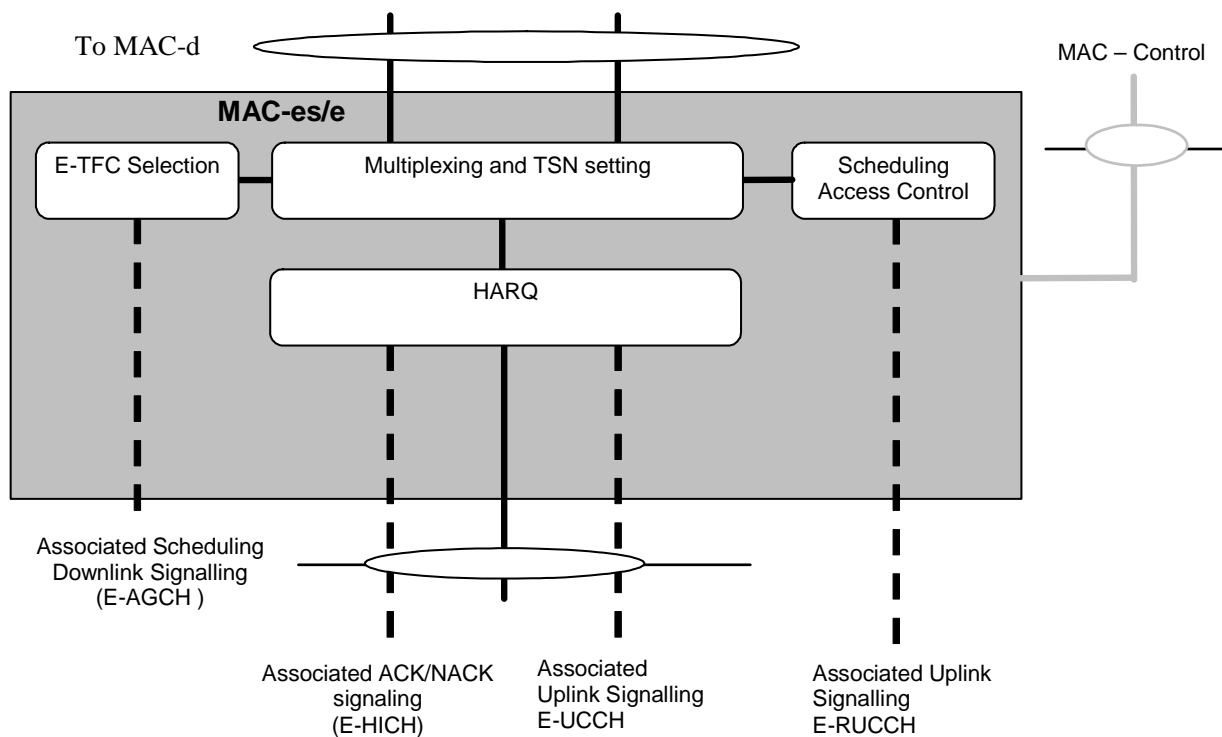 To MAC-d
MAC – Control
MAC-es/e
E-TFC Selection
Multiplexing and TSN setting
Scheduling
Access Control
HARQ
Associated Scheduling
Downlink Signalling
(E-AGCH )
Associated ACK/NACK
signaling
(E-HICH)
Associated
Uplink Signalling
E-UCCH
Associated Uplink
Signalling
E-RUCCH